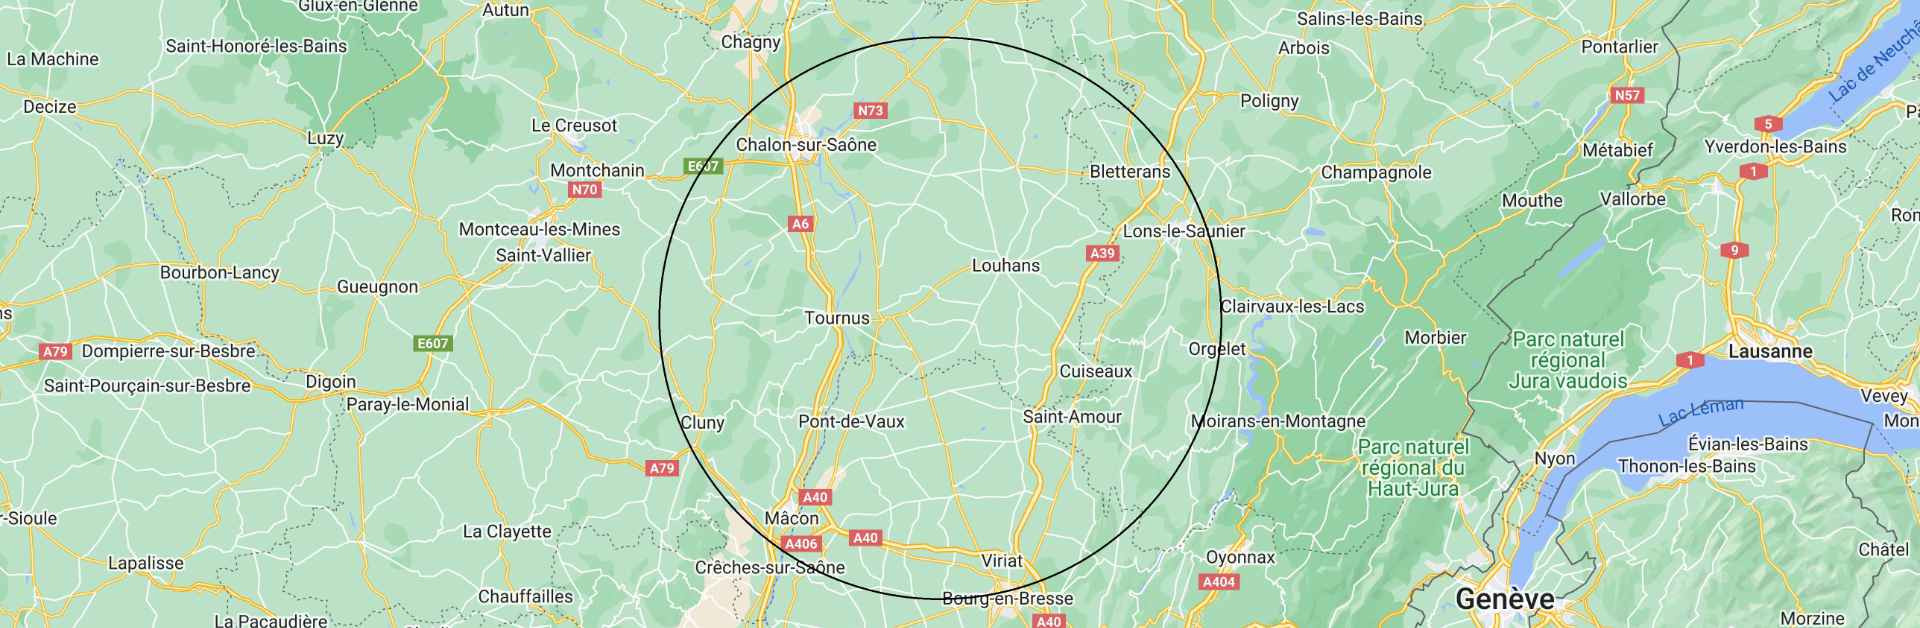 Glux-en-Glenne
Autun
Salins-les-Bains
Saint-Honoré-les-Bains
Chagny
Arbois
Pontarlier
La Machine
Lac de Neuch
Decize
N73
Poligny
N57
Luzy
Le Creusot
5
Chalon-sur-Saône
Métabief
Yverdon-les-Bains
Montchanin
E607
Bletterans
Champagnole
1
N70
Mouthe
Vallorbe
Montceau-les-Mines
A6
Lons-le-Saunier
Ron
Saint-Vallier
A39
9
Bourbon-Lancy
Louhans
Gueugnon
Clairvaux-les-Lacs
ns
Tournus
E607
Morbier
Parc naturel
régional
Jura vaudois
A79
Dompierre-sur-Besbre
Orgelet
1
Lausanne
Saint-Pourçain-sur-Besbre
Digoin
Cuiseaux
Paray-le-Monial
Vevey
Lac Léman
Cluny
Pont-de-Vaux
Saint-Amour
Moirans-en-Montagne
Mon
Parc naturel
régional du
Haut-Jura
Évian-les-Bains
A79
Nyon
Thonon-les-Bains
A40
r-Sioule
Mâcon
La Clayette
A406
A40
Lapalisse
Crêches-sur-Saône
Viriat
Oyonnax
Châtel
A404
Chauffailles
Bourg-en-Bresse
Genève
La Pacaudière
A40
Morzine